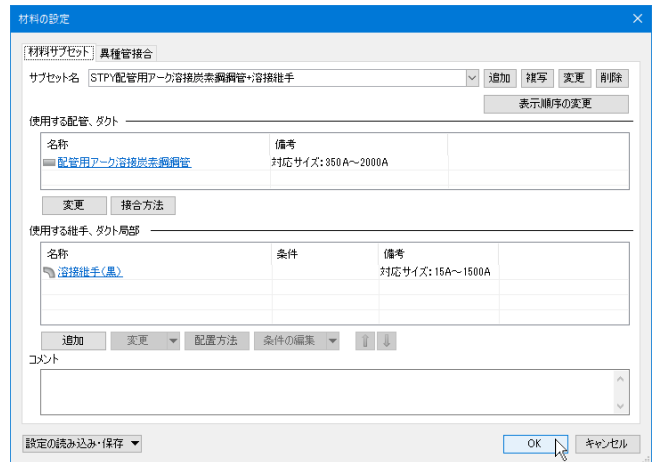 材料の設定
材料サブセット 異種管接合
サブセット名 STPY配管用アーク溶接炭素鋼鋼管+溶接継手 追加 複写 変更 削除
表示順序の変更
使用する配管、ダクト
名称 備考
配管用アーク溶接炭素鋼鋼管 対応サイズ:350A~2000A
変更 接合方法
使用する継手、ダクト局部
名称 条件 備考
溶接継手(黒) 対応サイズ:15A~1500A
追加 変更 配置方法 条件の編集
コメント
設定の読み込み・保存 OK キャンセル